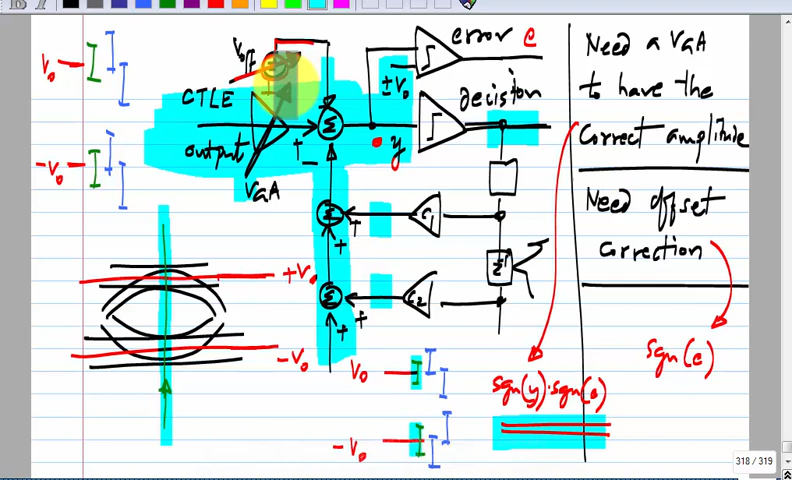 Voff
error e
V₀
CTLE
±V₀
decision
Σ
output
+
−
y
-V₀
VGA
Σ
+
+
C₁
z⁻¹
+V₀
Σ
+
+
C₂
-V₀
V₀
-V₀
Need a VGA
to have the
correct amplitude
Need offset
correction
sgn(e)
sgn(y)·sgn(e)
318 / 319